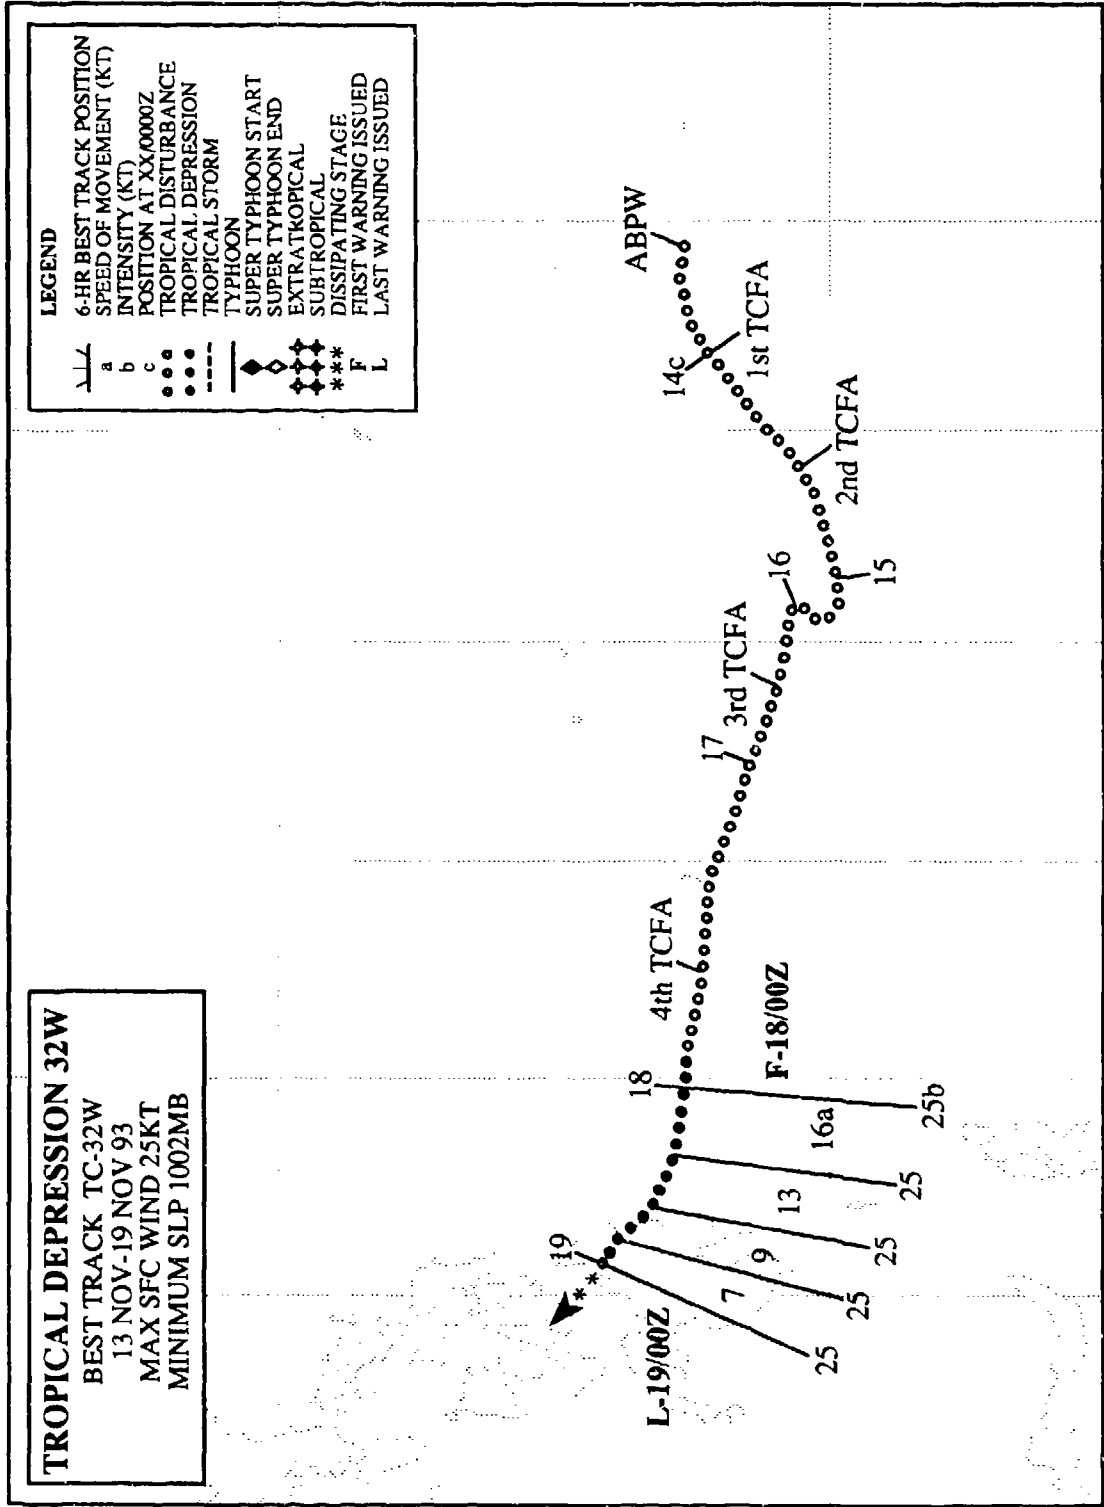 TROPICAL DEPRESSION 32W
BEST TRACK TC-32W
13 NOV-19 NOV 93
MAX SFC WIND 25KT
MINIMUM SLP 1002MB
LEGEND
6-HR BEST TRACK POSITION
a SPEED OF MOVEMENT (KT)
b INTENSITY (KT)
c POSITION AT XX/0000Z
TROPICAL DISTURBANCE
TROPICAL DEPRESSION
TROPICAL STORM
TYPHOON
SUPER TYPHOON START
SUPER TYPHOON END
EXTRATROPICAL
SUBTROPICAL
*** DISSIPATING STAGE
F FIRST WARNING ISSUED
L LAST WARNING ISSUED
ABPW
14c
1st TCFA
2nd TCFA
15
16
3rd TCFA
17
4th TCFA
18
F-18/00Z
16a
25b
13
25
9
25
7
25
19
L-19/00Z
25